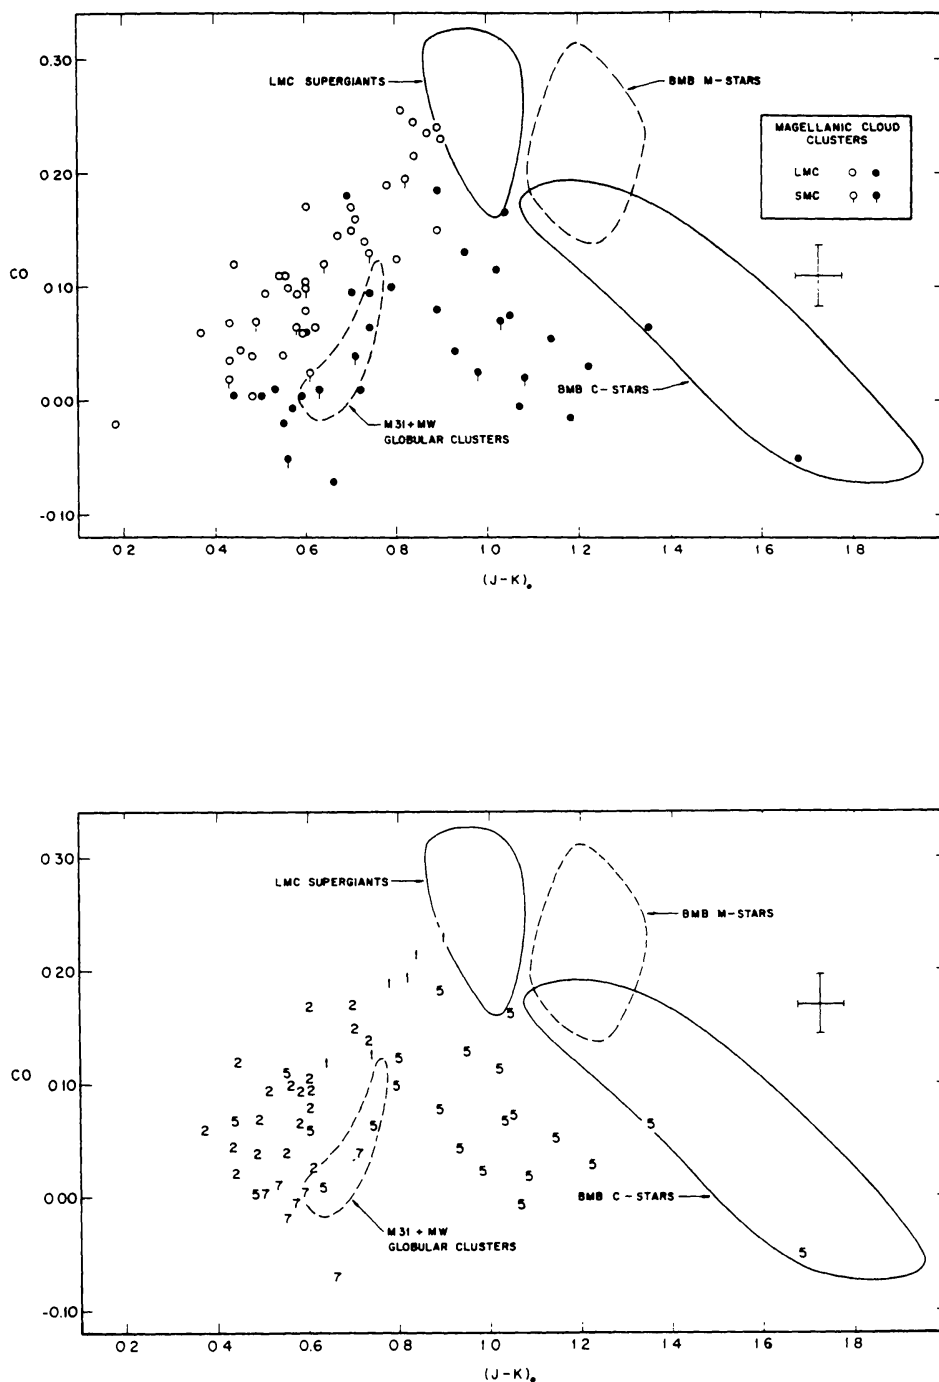 0.30
LMC SUPERGIANTS
BMB M-STARS
MAGELLANIC CLOUD
CLUSTERS
LMC
SMC
0.20
CO
0.10
BMB C-STARS
0.00
M31+MW
GLOBULAR CLUSTERS
-0.10
0.2 0.4 0.6 0.8 1.0 1.2 1.4 1.6 1.8
(J-K)₀
0.30
LMC SUPERGIANTS
BMB M-STARS
0.20
CO
0.10
BMB C-STARS
0.00
M31 + MW
GLOBULAR CLUSTERS
-0.10
0.2 0.4 0.6 0.8 1.0 1.2 1.4 1.6 1.8
(J-K)₀